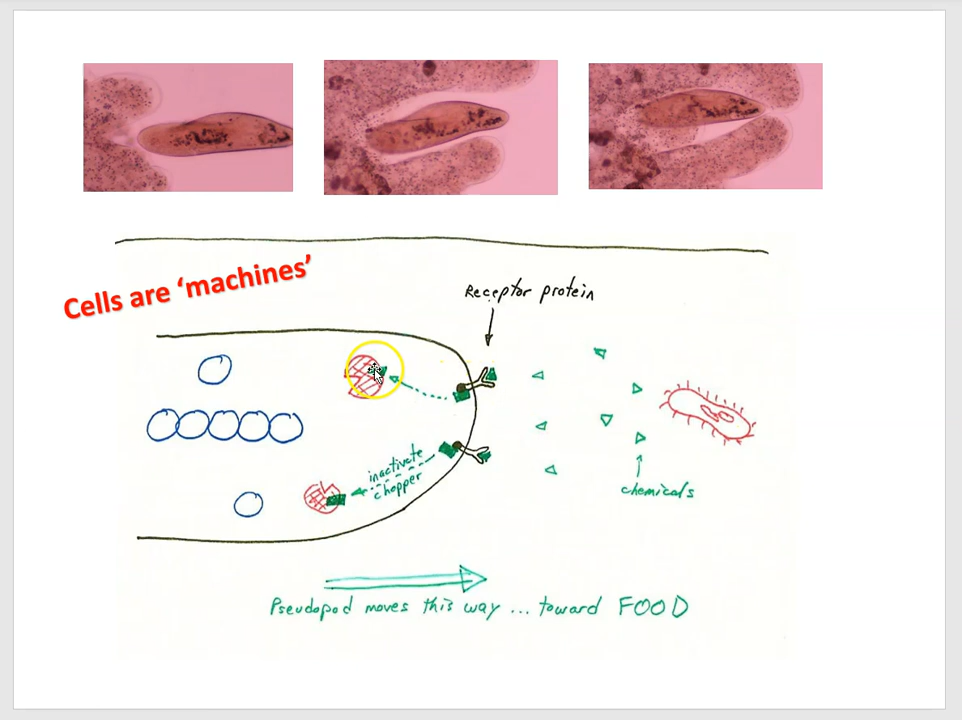 Cells are ‘machines’
Receptor protein
inactivate
chopper
chemicals
Pseudopod moves this way ... toward FOOD